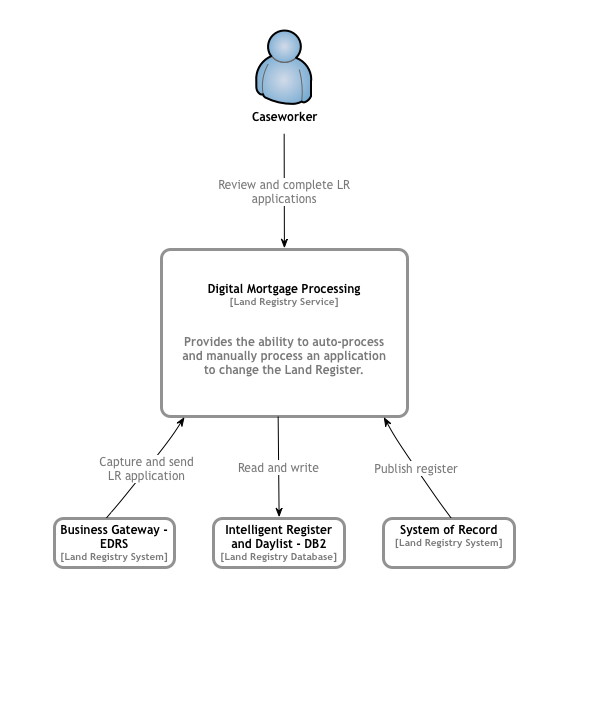 Caseworker
Review and complete LR
applications
Digital Mortgage Processing
[Land Registry Service]
Provides the ability to auto-process
and manually process an application
to change the Land Register.
Capture and send
LR application
Read and write
Publish register
Business Gateway -
EDRS
[Land Registry System]
Intelligent Register
and Daylist - DB2
[Land Registry Database]
System of Record
[Land Registry System]